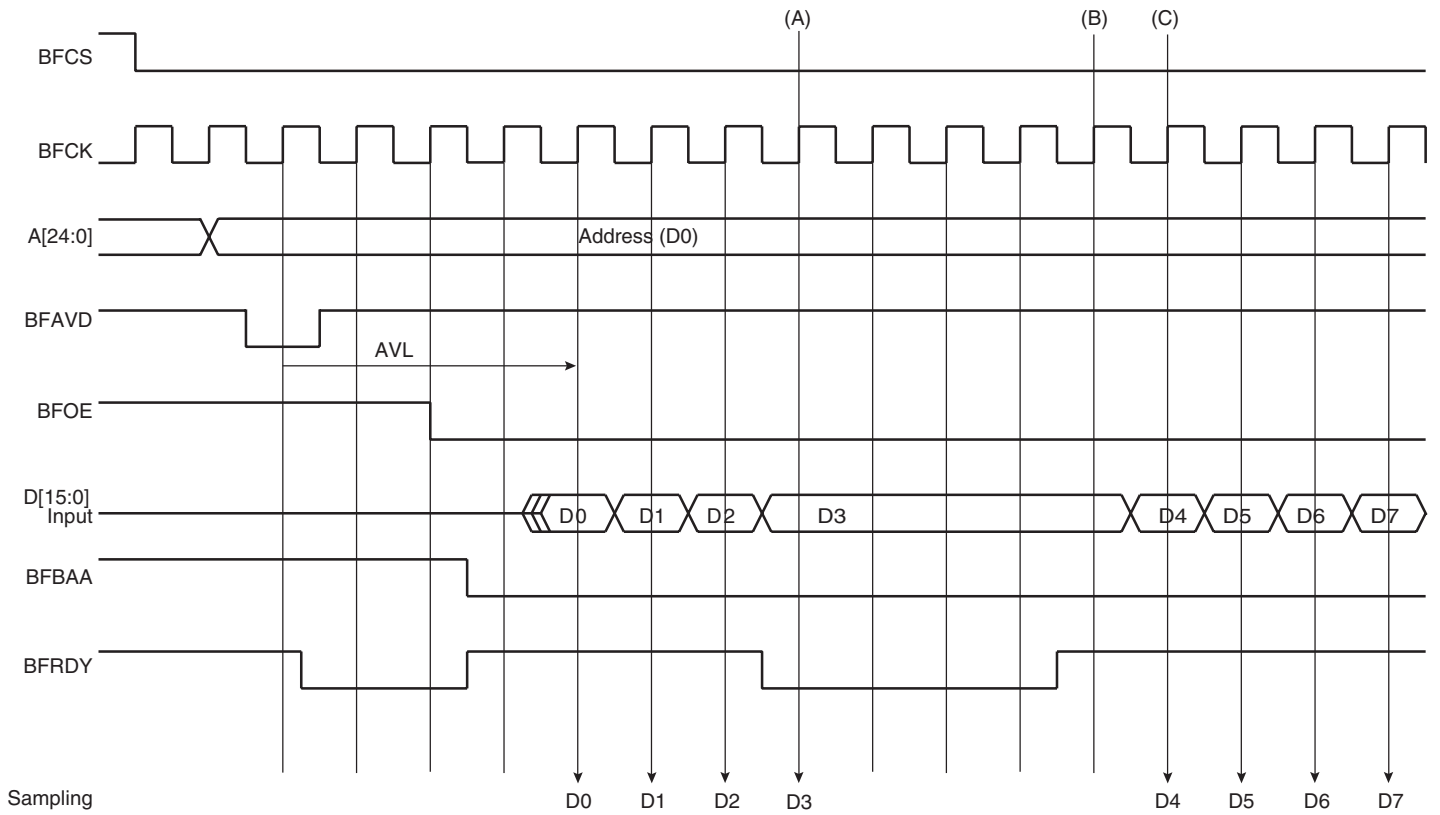 (A) (B) (C)
BFCS
BFCK
A[24:0] Address (D0)
BFAVD
AVL
BFOE
D[15:0]
Input D0 D1 D2 D3 D4 D5 D6 D7
BFBAA
BFRDY
Sampling D0 D1 D2 D3 D4 D5 D6 D7